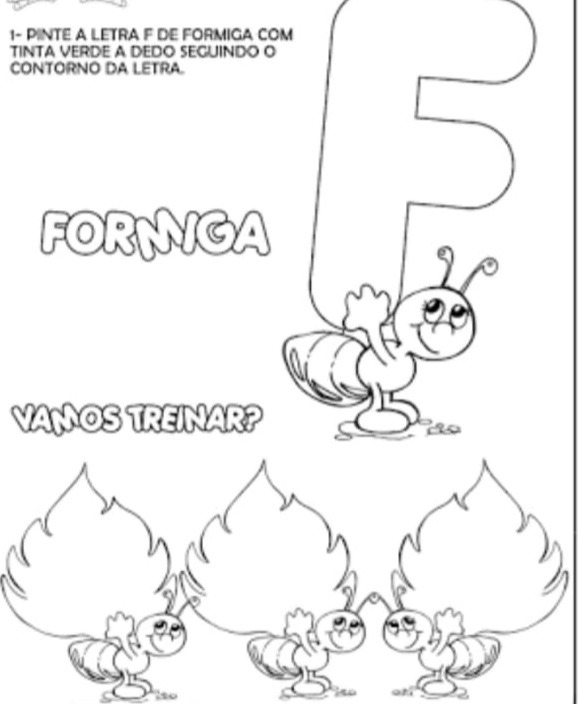 1- PINTE A LETRA F DE FORMIGA COM
TINTA VERDE A DEDO SEGUINDO O
CONTORNO DA LETRA.
F
FORMIGA
VAMOS TREINAR?